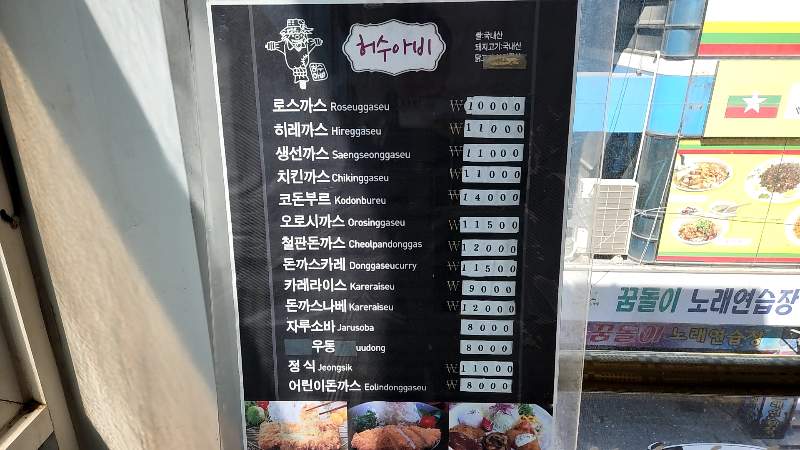 허수아비
쌀:국내산
돼지고기:국내산
로스까스 Roseuggaseu ₩10000
히레까스 Hireggaseu ₩11000
생선까스 Saengseonggaseu ₩11000
치킨까스 Chikinggaseu ₩11000
코돈부르 Kodonbureu ₩14000
오로시까스 Orosinggaseu ₩11500
철판돈까스 Cheolpandonggas ₩12000
돈까스카레 Donggaseucurry ₩11500
카레라이스 Kareraiseu ₩9000
돈까스나베 Kareraiseu ₩12000
자루소바 Jarusoba 8000
우동 uudong 8000
정식 Jeongsik ₩11000
어린이돈까스 Eolindonggaseu ₩8000
꿈돌이 노래연습장
꿈돌이 노래연습장